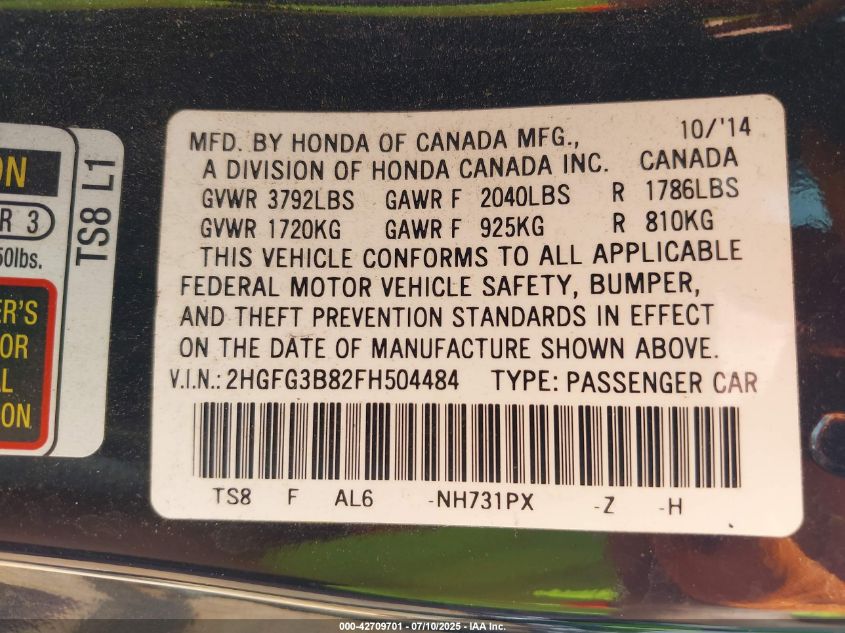 MFD. BY HONDA OF CANADA MFG., 10/'14
A DIVISION OF HONDA CANADA INC. CANADA
GVWR 3792LBS GAWR F 2040LBS R 1786LBS
GVWR 1720KG GAWR F 925KG R 810KG
THIS VEHICLE CONFORMS TO ALL APPLICABLE
FEDERAL MOTOR VEHICLE SAFETY, BUMPER,
AND THEFT PREVENTION STANDARDS IN EFFECT
ON THE DATE OF MANUFACTURE SHOWN ABOVE.
V.I.N.: 2HGFG3B82FH504484 TYPE: PASSENGER CAR
TS8 F AL6 -NH731PX -Z -H
ON
R 3
50lbs.
ER'S
OR
L
ON
TS8 L1
000-42709701 - 07/10/2025 - IAA Inc.